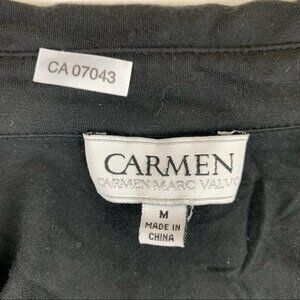 CA 07043
CARMEN
CARMEN MARC VALVO
M
MADE IN
CHINA